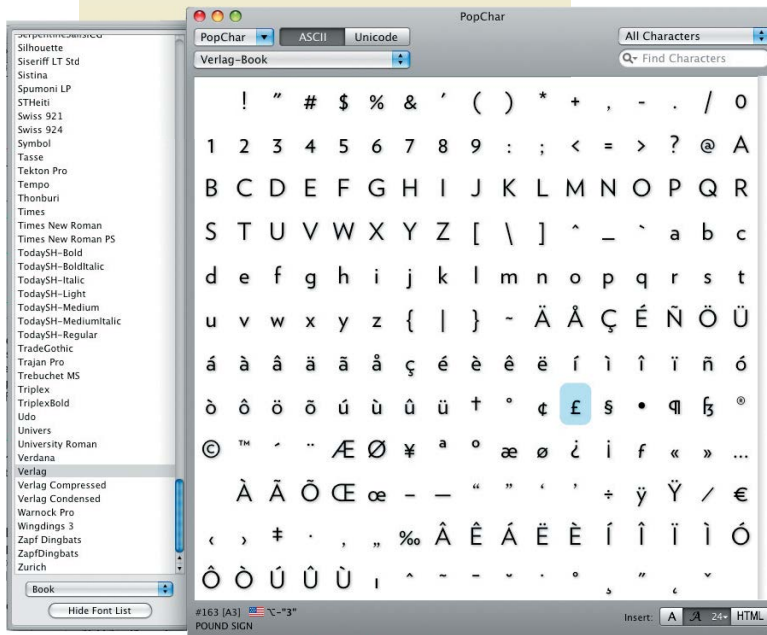 SerpentineSansICG
Silhouette
Siseriff LT Std
Sistina
Spumoni LP
STHeiti
Swiss 921
Swiss 924
Symbol
Tasse
Tekton Pro
Tempo
Thonburi
Times
Times New Roman
Times New Roman PS
TodaySH-Bold
TodaySH-BoldItalic
TodaySH-Italic
TodaySH-Light
TodaySH-Medium
TodaySH-MediumItalic
TodaySH-Regular
TradeGothic
Trajan Pro
Trebuchet MS
Triplex
TriplexBold
Udo
Univers
University Roman
Verdana
Verlag
Verlag Compressed
Verlag Condensed
Warnock Pro
Wingdings 3
Zapf Dingbats
ZapfDingbats
Zurich
Book
Hide Font List
PopChar
PopChar ASCII Unicode All Characters
Verlag-Book Find Characters
! " # $ % & ' ( ) * + , - . / 0
1 2 3 4 5 6 7 8 9 : ; < = > ? @ A
B C D E F G H I J K L M N O P Q R
S T U V W X Y Z [ \ ] ^ _ ` a b c
d e f g h i j k l m n o p q r s t
u v w x y z { | } ~ Ä Å Ç É Ñ Ö Ü
á à â ä ã å ç é è ê ë í ì î ï ñ ó
ò ô ö õ ú ù û ü † ° ¢ £ § • ¶ ß ®
© ™ ´ ¨ Æ Ø ¥ ª º æ ø ¿ ¡ ƒ « » …
À Ã Õ Œ œ – — “ ” ‘ ’ ÷ ÿ Ÿ ⁄ €
‹ › ‡ · ‚ „ ‰ Â Ê Á Ë È Í Î Ï Ì Ó
Ô Ò Ú Û Ù ı ˆ ˜ ¯ ˘ ˙ ˚ ¸ ˝ ˛ ˇ
#163 [A3] ⌥-"3" Insert: A A 24 HTML
POUND SIGN